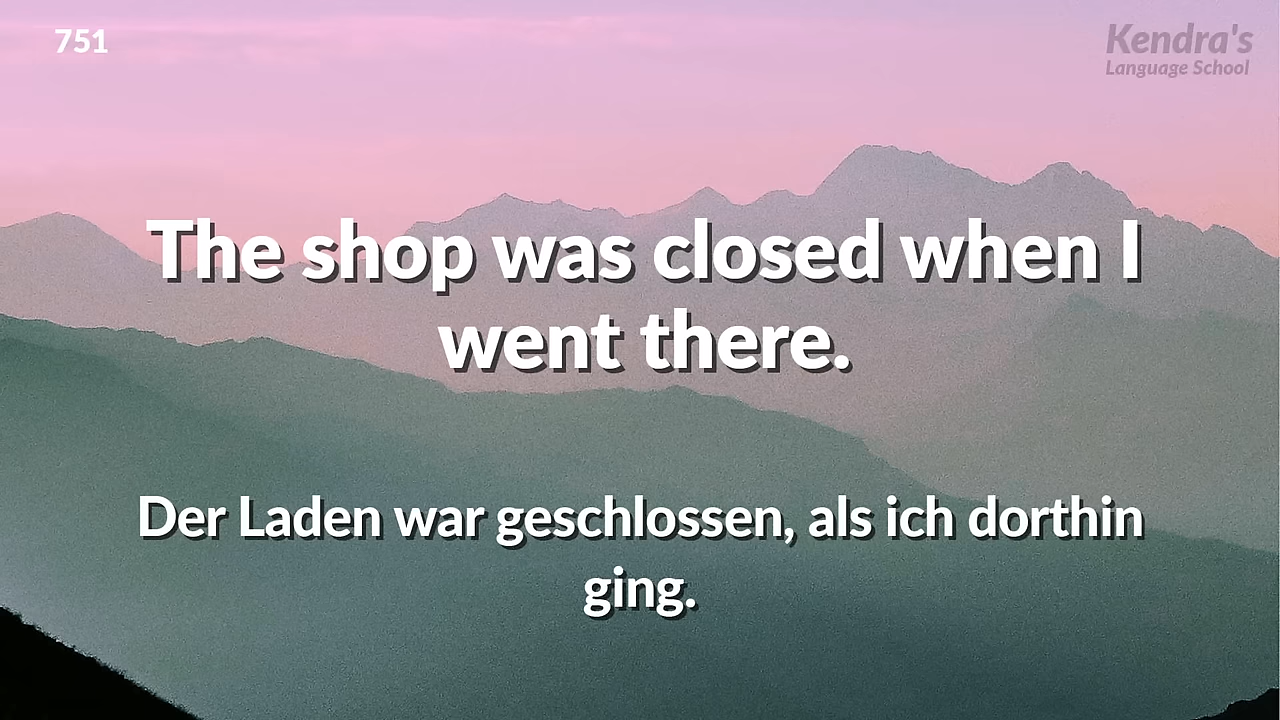 751
Kendra's
Language School
The shop was closed when I
went there.
Der Laden war geschlossen, als ich dorthin
ging.